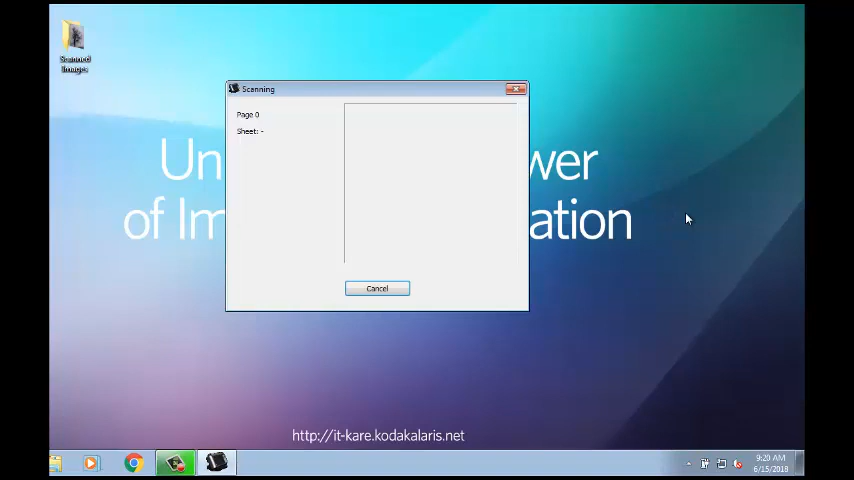 Scanned
Images
Scanning
Page 0
Sheet: -
Un
wer
of Im
ation
Cancel
http://it-kare.kodakalaris.net
9:20 AM
6/15/2018